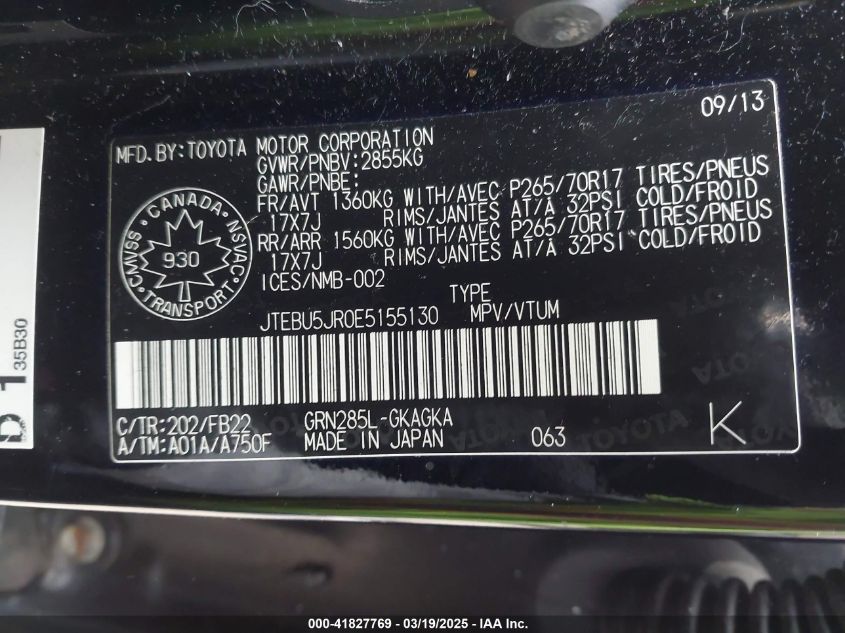 09/13
MFD.BY:TOYOTA MOTOR CORPORATION
GVWR/PNBV:2855KG
GAWR/PNBE:
FR/AVT 1360KG WITH/AVEC P265/70R17 TIRES/PNEUS
17X7J RIMS/JANTES AT/À 32PSI COLD/FROID
RR/ARR 1560KG WITH/AVEC P265/70R17 TIRES/PNEUS
17X7J RIMS/JANTES AT/À 32PSI COLD/FROID
ICES/NMB-002
CANADA
CMVSS 930 NSVAC
TRANSPORT
TYPE
JTEBU5JR0E5155130 MPV/VTUM
C/TR:202/FB22 GRN285L-GKAGKA
A/TM:A01A/A750F MADE IN JAPAN 063 K
D 1
35B30
TOYOTA TOYOTA TOYOTA
000-41827769 - 03/19/2025 - IAA Inc.